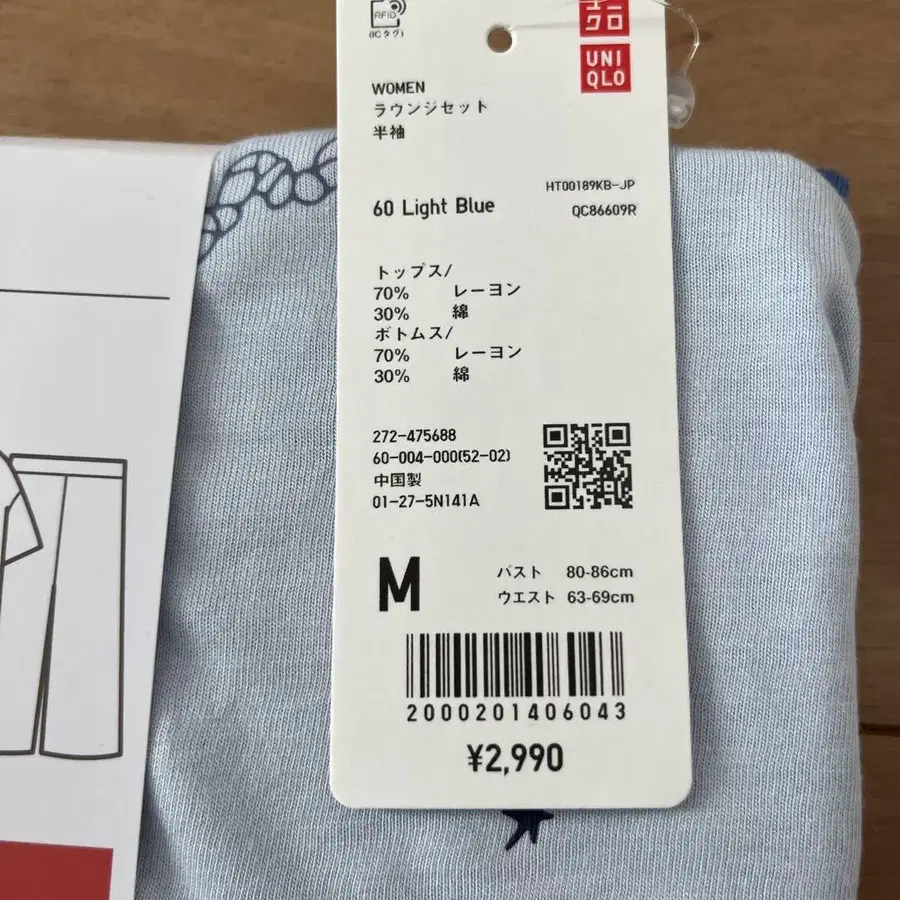 RFID
(ICタグ)
ユニ
クロ
UNI
QLO
WOMEN
ラウンジセット
半袖
HT00189KB-JP
60 Light Blue
QC86609R
トップス/
70% レーヨン
30% 綿
ボトムス/
70% レーヨン
30% 綿
272-475688
60-004-000(52-02)
中国製
01-27-5N141A
M
バスト 80-86cm
ウエスト 63-69cm
2000201406043
¥2,990